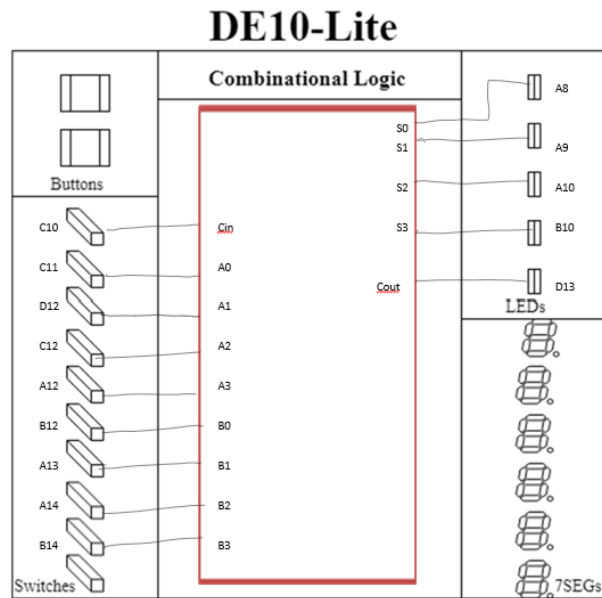 DE10-Lite
Combinational Logic
Buttons
C10
C11
D12
C12
A12
B12
A13
A14
B14
Switches
Cin
A0
A1
A2
A3
B0
B1
B2
B3
S0
S1
S2
S3
Cout
A8
A9
A10
B10
D13
LEDs
7SEGs